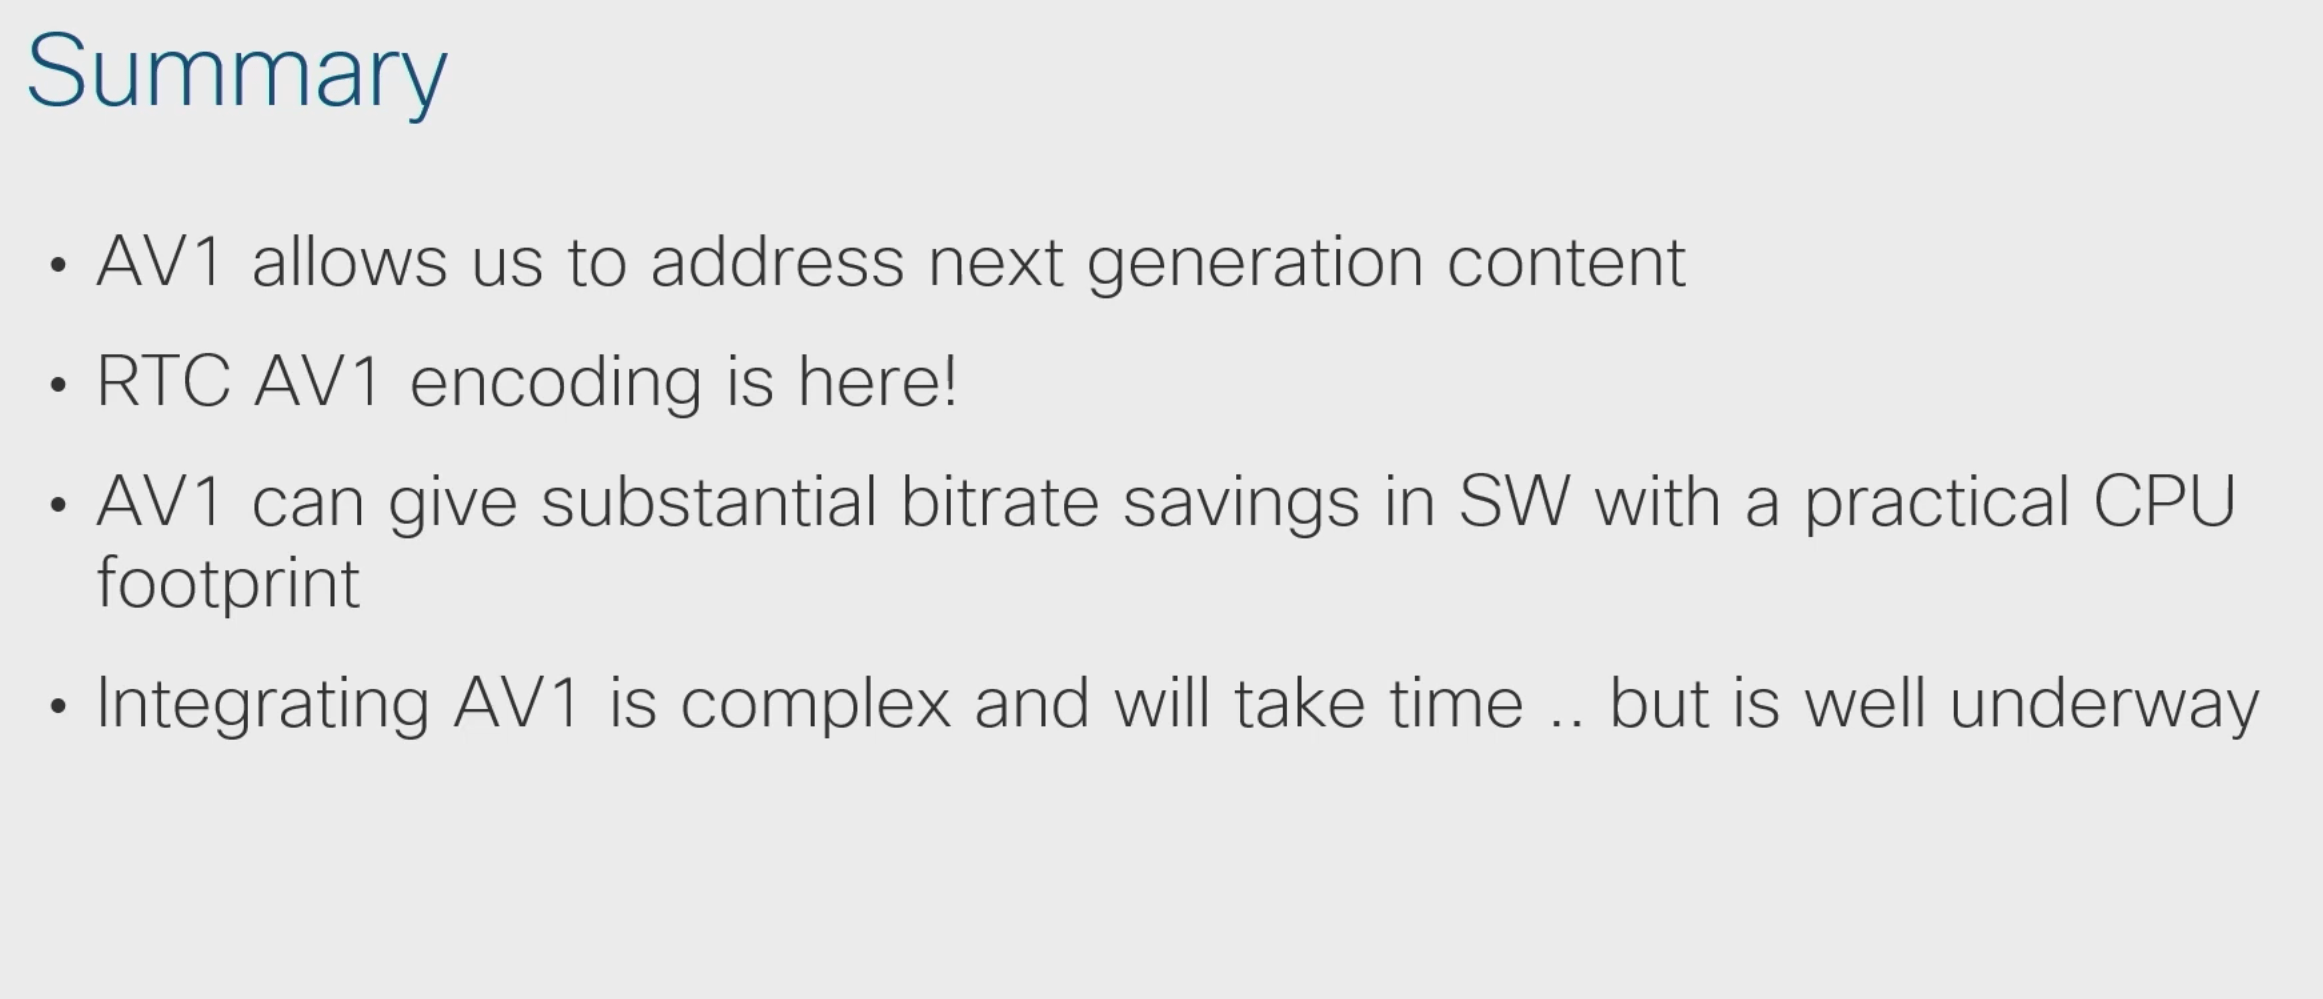 Summary
• AV1 allows us to address next generation content
• RTC AV1 encoding is here!
• AV1 can give substantial bitrate savings in SW with a practical CPU
footprint
• Integrating AV1 is complex and will take time .. but is well underway